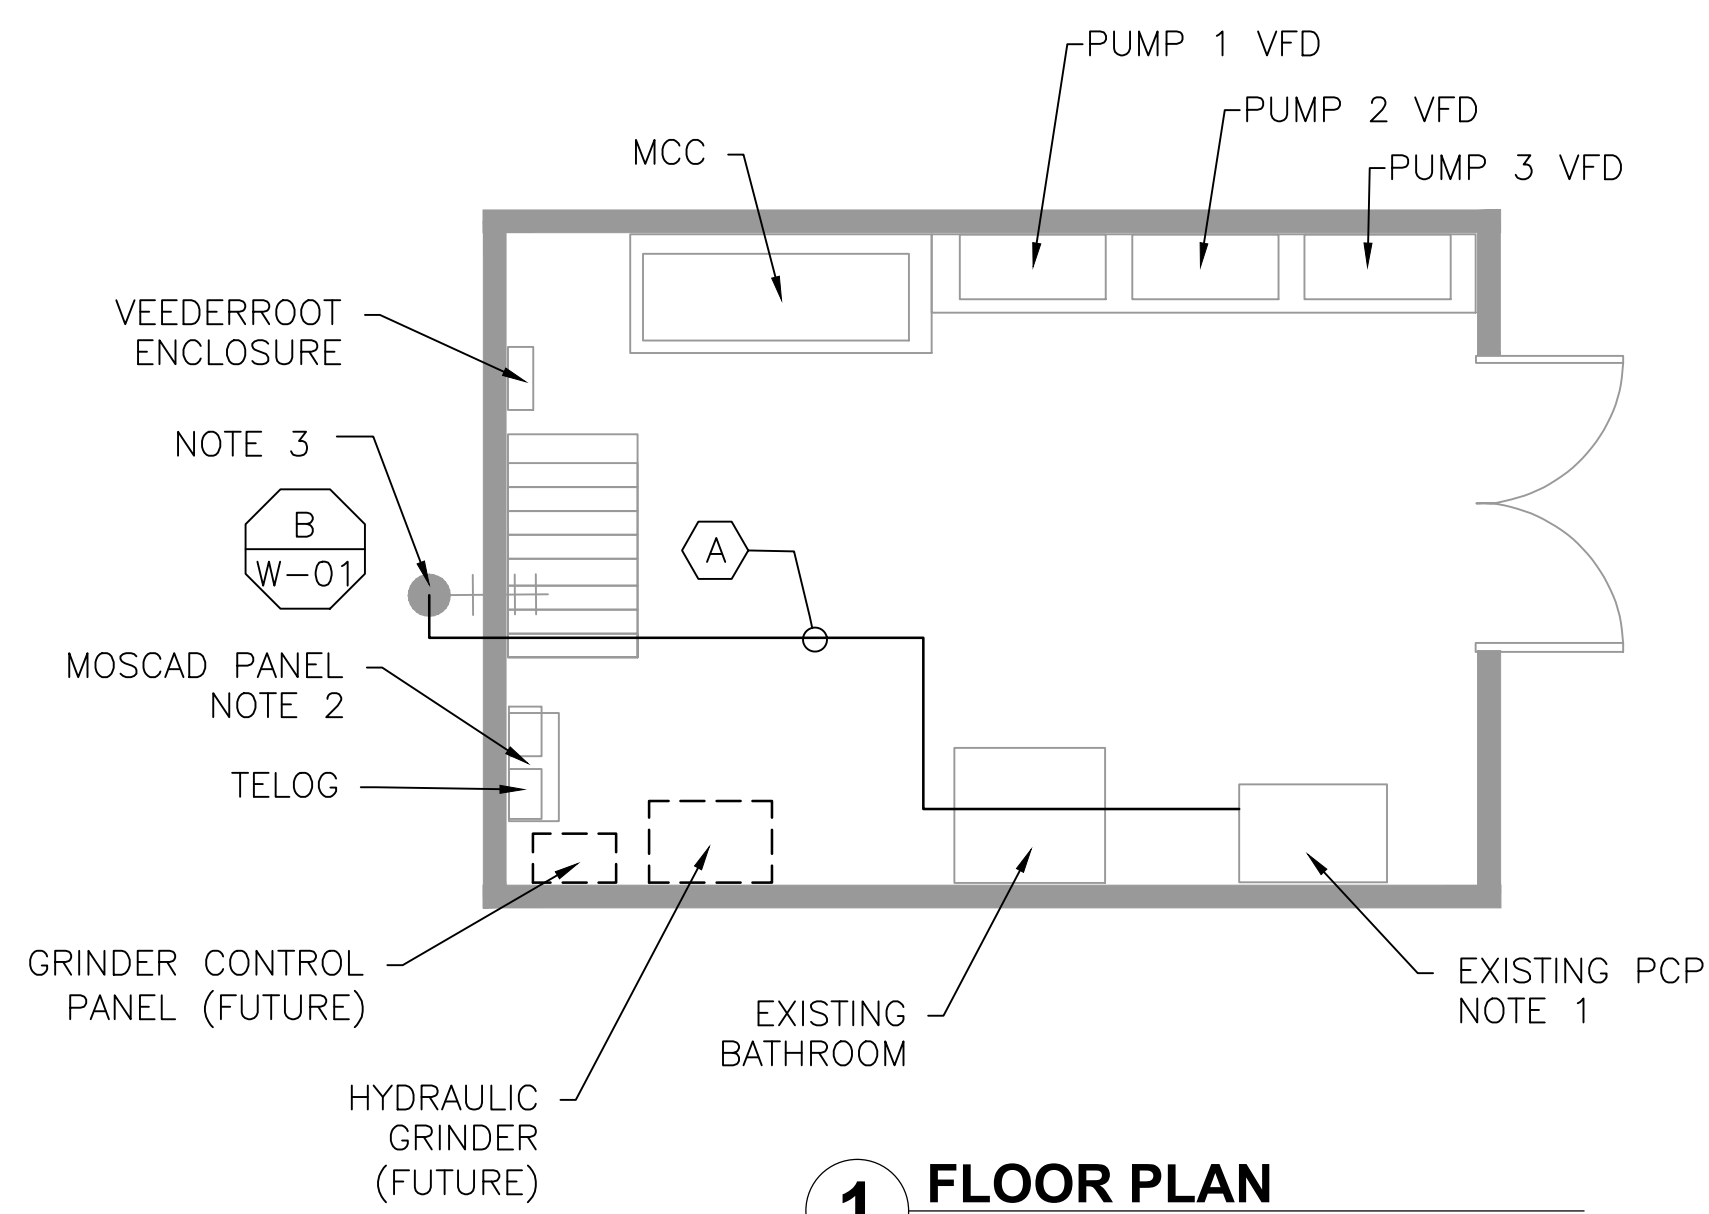 PUMP 1 VFD
PUMP 2 VFD
MCC
PUMP 3 VFD
VEEDERROOT
ENCLOSURE
NOTE 3
B
W-01
A
MOSCAD PANEL
NOTE 2
TELOG
GRINDER CONTROL
PANEL (FUTURE)
EXISTING PCP
NOTE 1
EXISTING
BATHROOM
HYDRAULIC
GRINDER
(FUTURE)
1
FLOOR PLAN